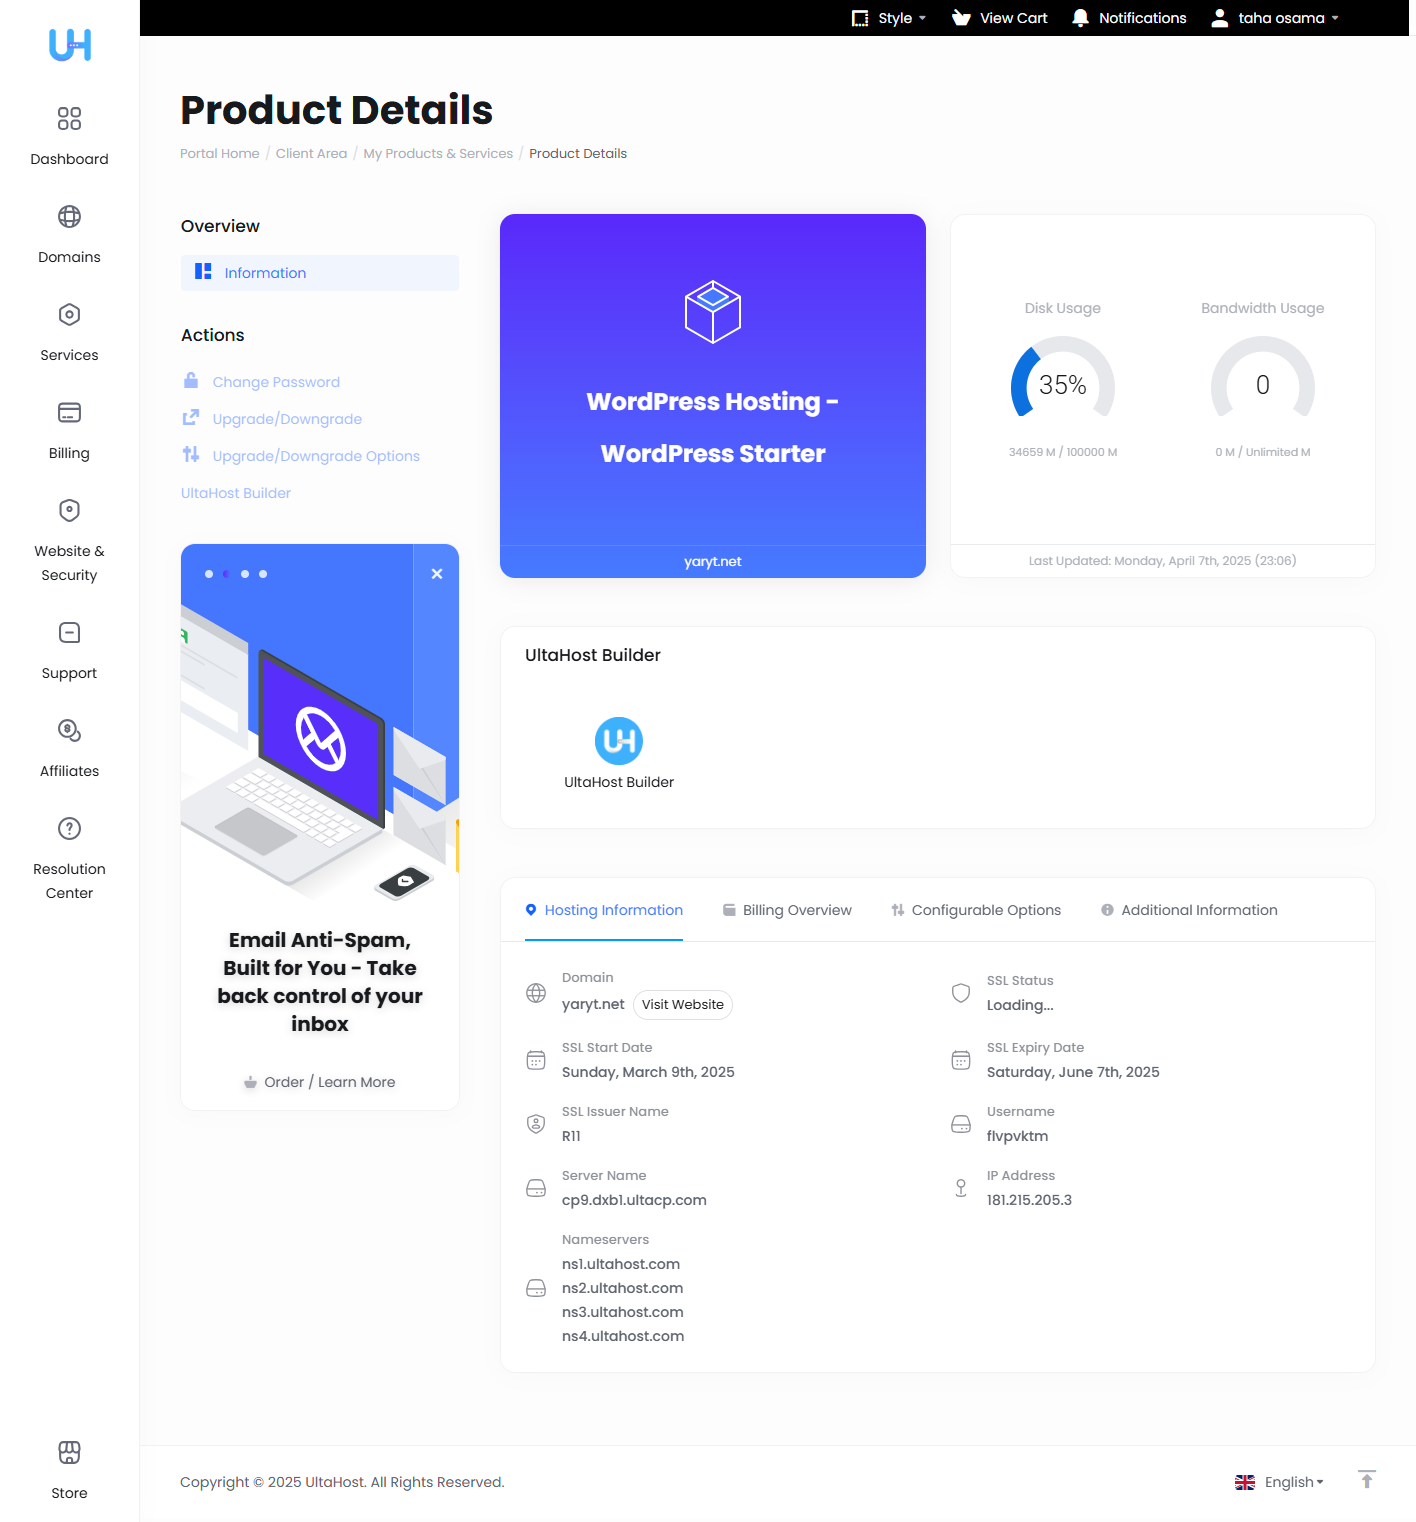 UH
Style
View Cart
Notifications
taha osama
Dashboard
Domains
Services
Billing
Website &
Security
Support
Affiliates
Resolution
Center
Store
Product Details
Portal Home / Client Area / My Products & Services / Product Details
Overview
Information
Actions
Change Password
Upgrade/Downgrade
Upgrade/Downgrade Options
UltaHost Builder
Email Anti-Spam,
Built for You - Take
back control of your
inbox
Order / Learn More
WordPress Hosting -
WordPress Starter
yaryt.net
Disk Usage
35%
34659 M / 100000 M
Bandwidth Usage
0
0 M / Unlimited M
Last Updated: Monday, April 7th, 2025 (23:06)
UltaHost Builder
UH
UltaHost Builder
Hosting Information
Billing Overview
Configurable Options
Additional Information
Domain
yaryt.net Visit Website
SSL Status
Loading...
SSL Start Date
Sunday, March 9th, 2025
SSL Expiry Date
Saturday, June 7th, 2025
SSL Issuer Name
R11
Username
flvpvktm
Server Name
cp9.dxb1.ultacp.com
IP Address
181.215.205.3
Nameservers
ns1.ultahost.com
ns2.ultahost.com
ns3.ultahost.com
ns4.ultahost.com
Copyright © 2025 UltaHost. All Rights Reserved.
English